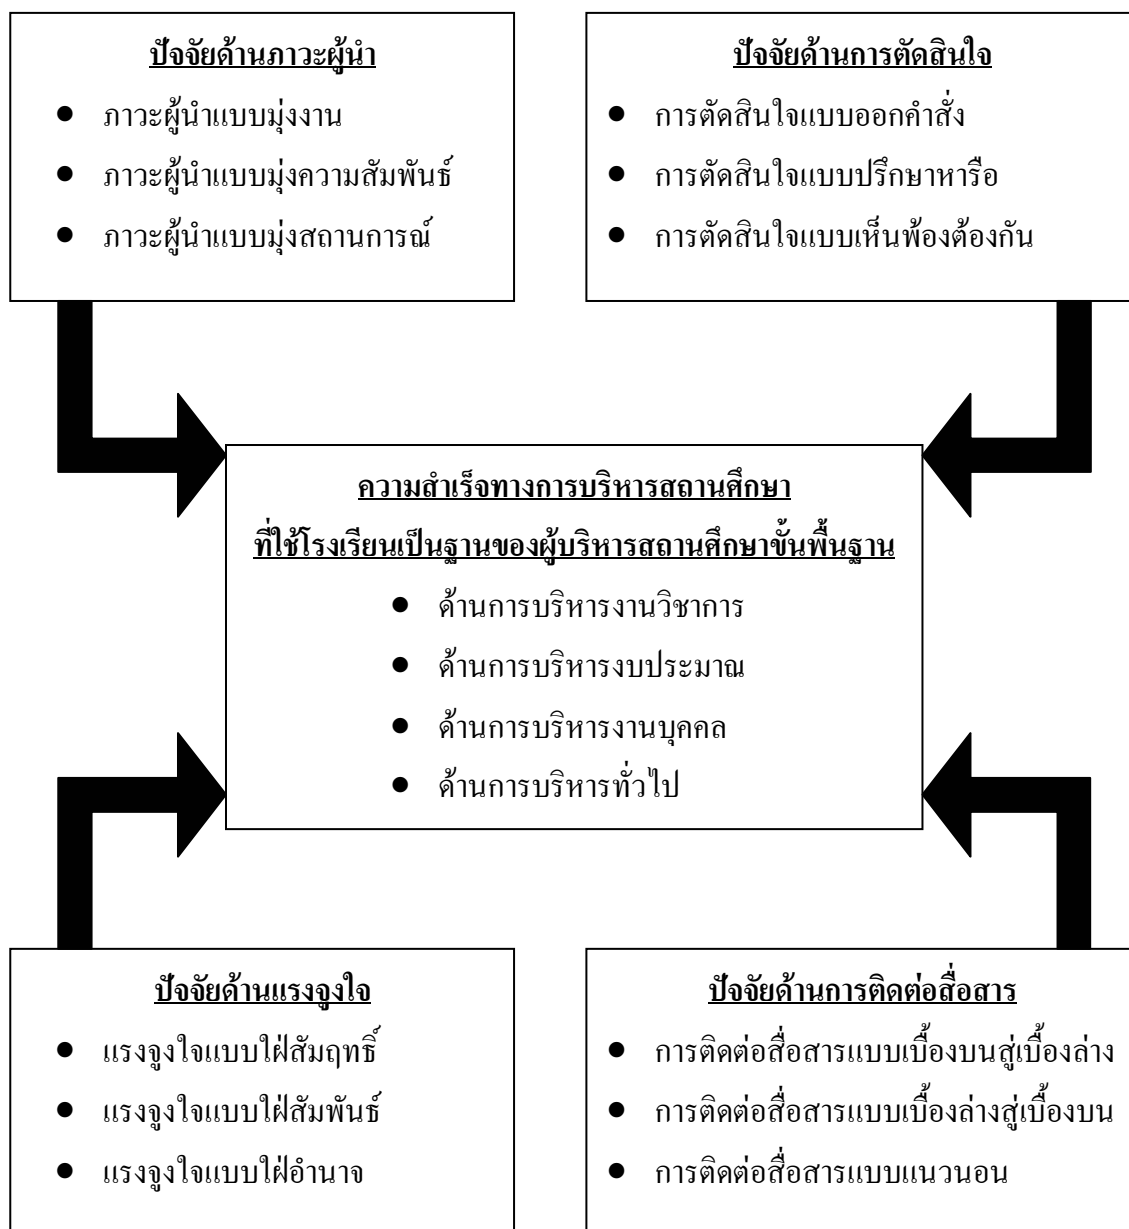 ปัจจัยด้านภาวะผู้นำ
● ภาวะผู้นำแบบมุ่งงาน
● ภาวะผู้นำแบบมุ่งความสัมพันธ์
● ภาวะผู้นำแบบมุ่งสถานการณ์
ปัจจัยด้านการตัดสินใจ
● การตัดสินใจแบบออกคำสั่ง
● การตัดสินใจแบบปรึกษาหารือ
● การตัดสินใจแบบเห็นพ้องต้องกัน
ความสำเร็จทางการบริหารสถานศึกษา
ที่ใช้โรงเรียนเป็นฐานของผู้บริหารสถานศึกษาขั้นพื้นฐาน
● ด้านการบริหารงานวิชาการ
● ด้านการบริหารงบประมาณ
● ด้านการบริหารงานบุคคล
● ด้านการบริหารทั่วไป
ปัจจัยด้านแรงจูงใจ
● แรงจูงใจแบบใฝ่สัมฤทธิ์
● แรงจูงใจแบบใฝ่สัมพันธ์
● แรงจูงใจแบบใฝ่อำนาจ
ปัจจัยด้านการติดต่อสื่อสาร
● การติดต่อสื่อสารแบบเบื้องบนสู่เบื้องล่าง
● การติดต่อสื่อสารแบบเบื้องล่างสู่เบื้องบน
● การติดต่อสื่อสารแบบแนวนอน